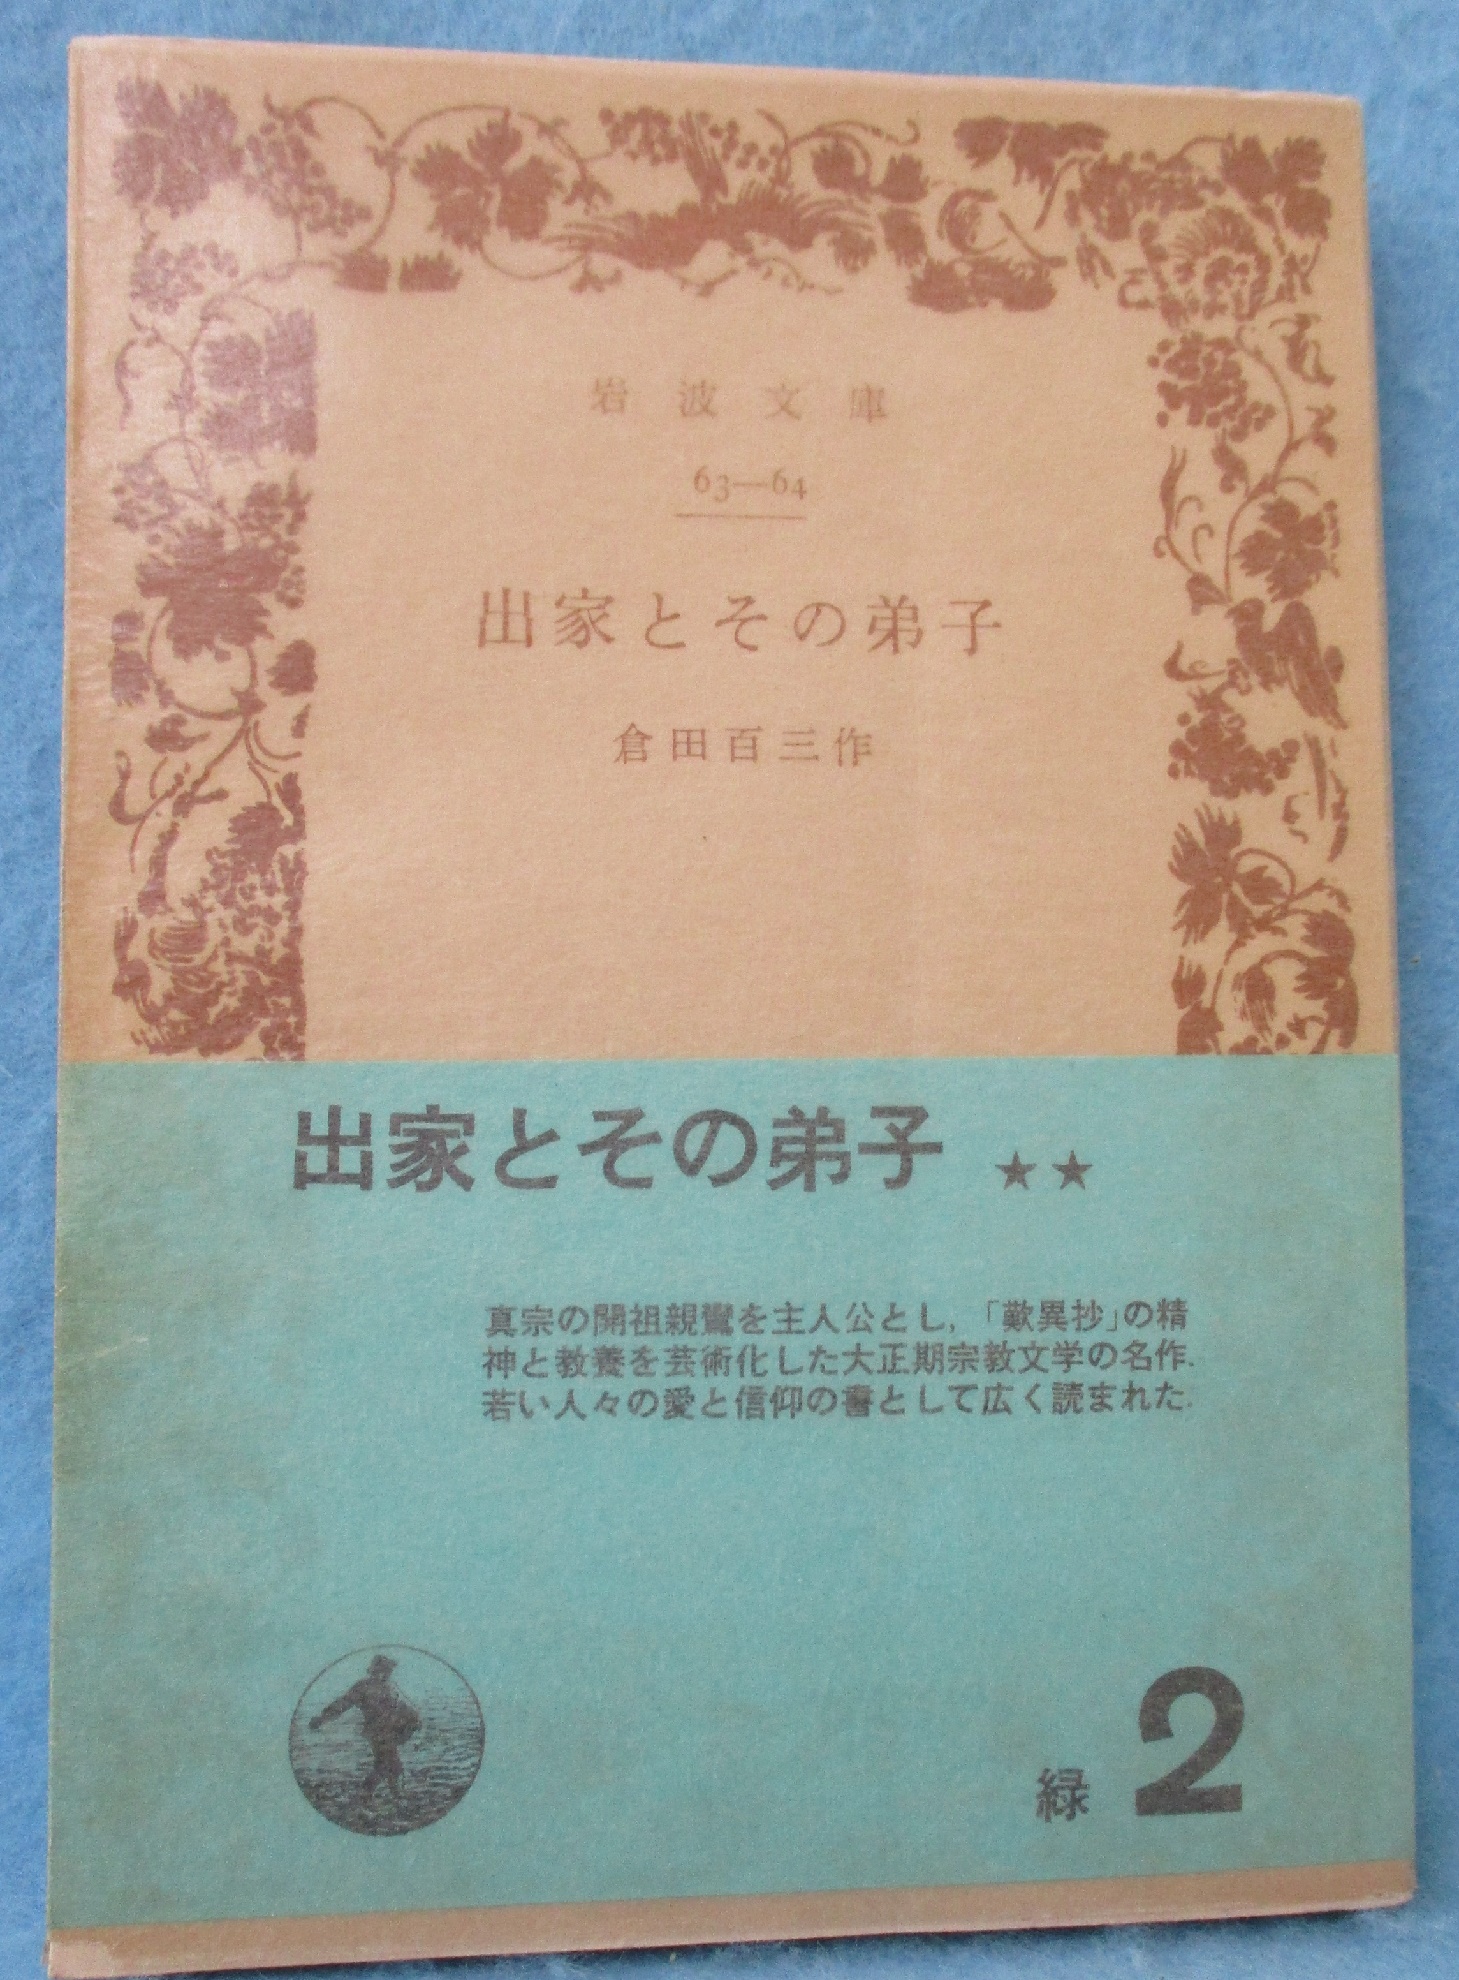 岩波文庫
63—64
出家とその弟子
倉田百三作
出家とその弟子 ★★
真宗の開祖親鸞を主人公とし,「歎異抄」の精
神と教養を芸術化した大正期宗教文学の名作.
若い人々の愛と信仰の書として広く読まれた.
緑 2